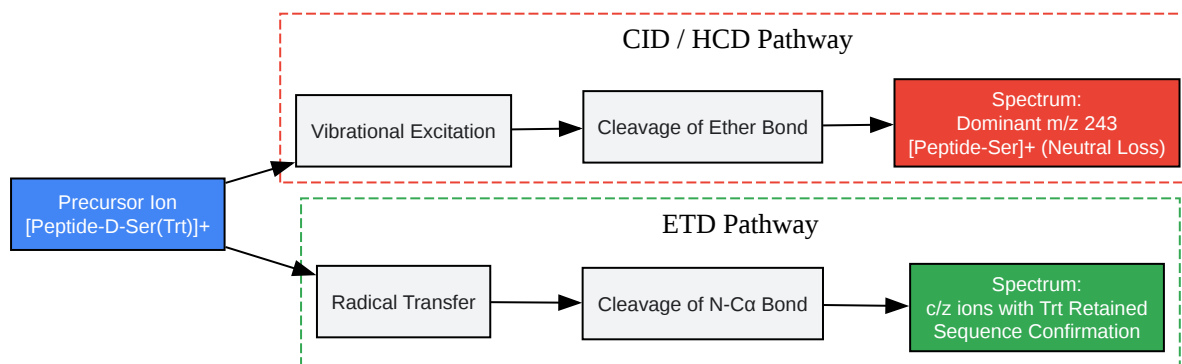 CID / HCD Pathway
Vibrational Excitation
Cleavage of Ether Bond
Spectrum:
Dominant m/z 243
[Peptide-Ser]+ (Neutral Loss)
Precursor Ion
[Peptide-D-Ser(Trt)]+
ETD Pathway
Radical Transfer
Cleavage of N-Cα Bond
Spectrum:
c/z ions with Trt Retained
Sequence Confirmation